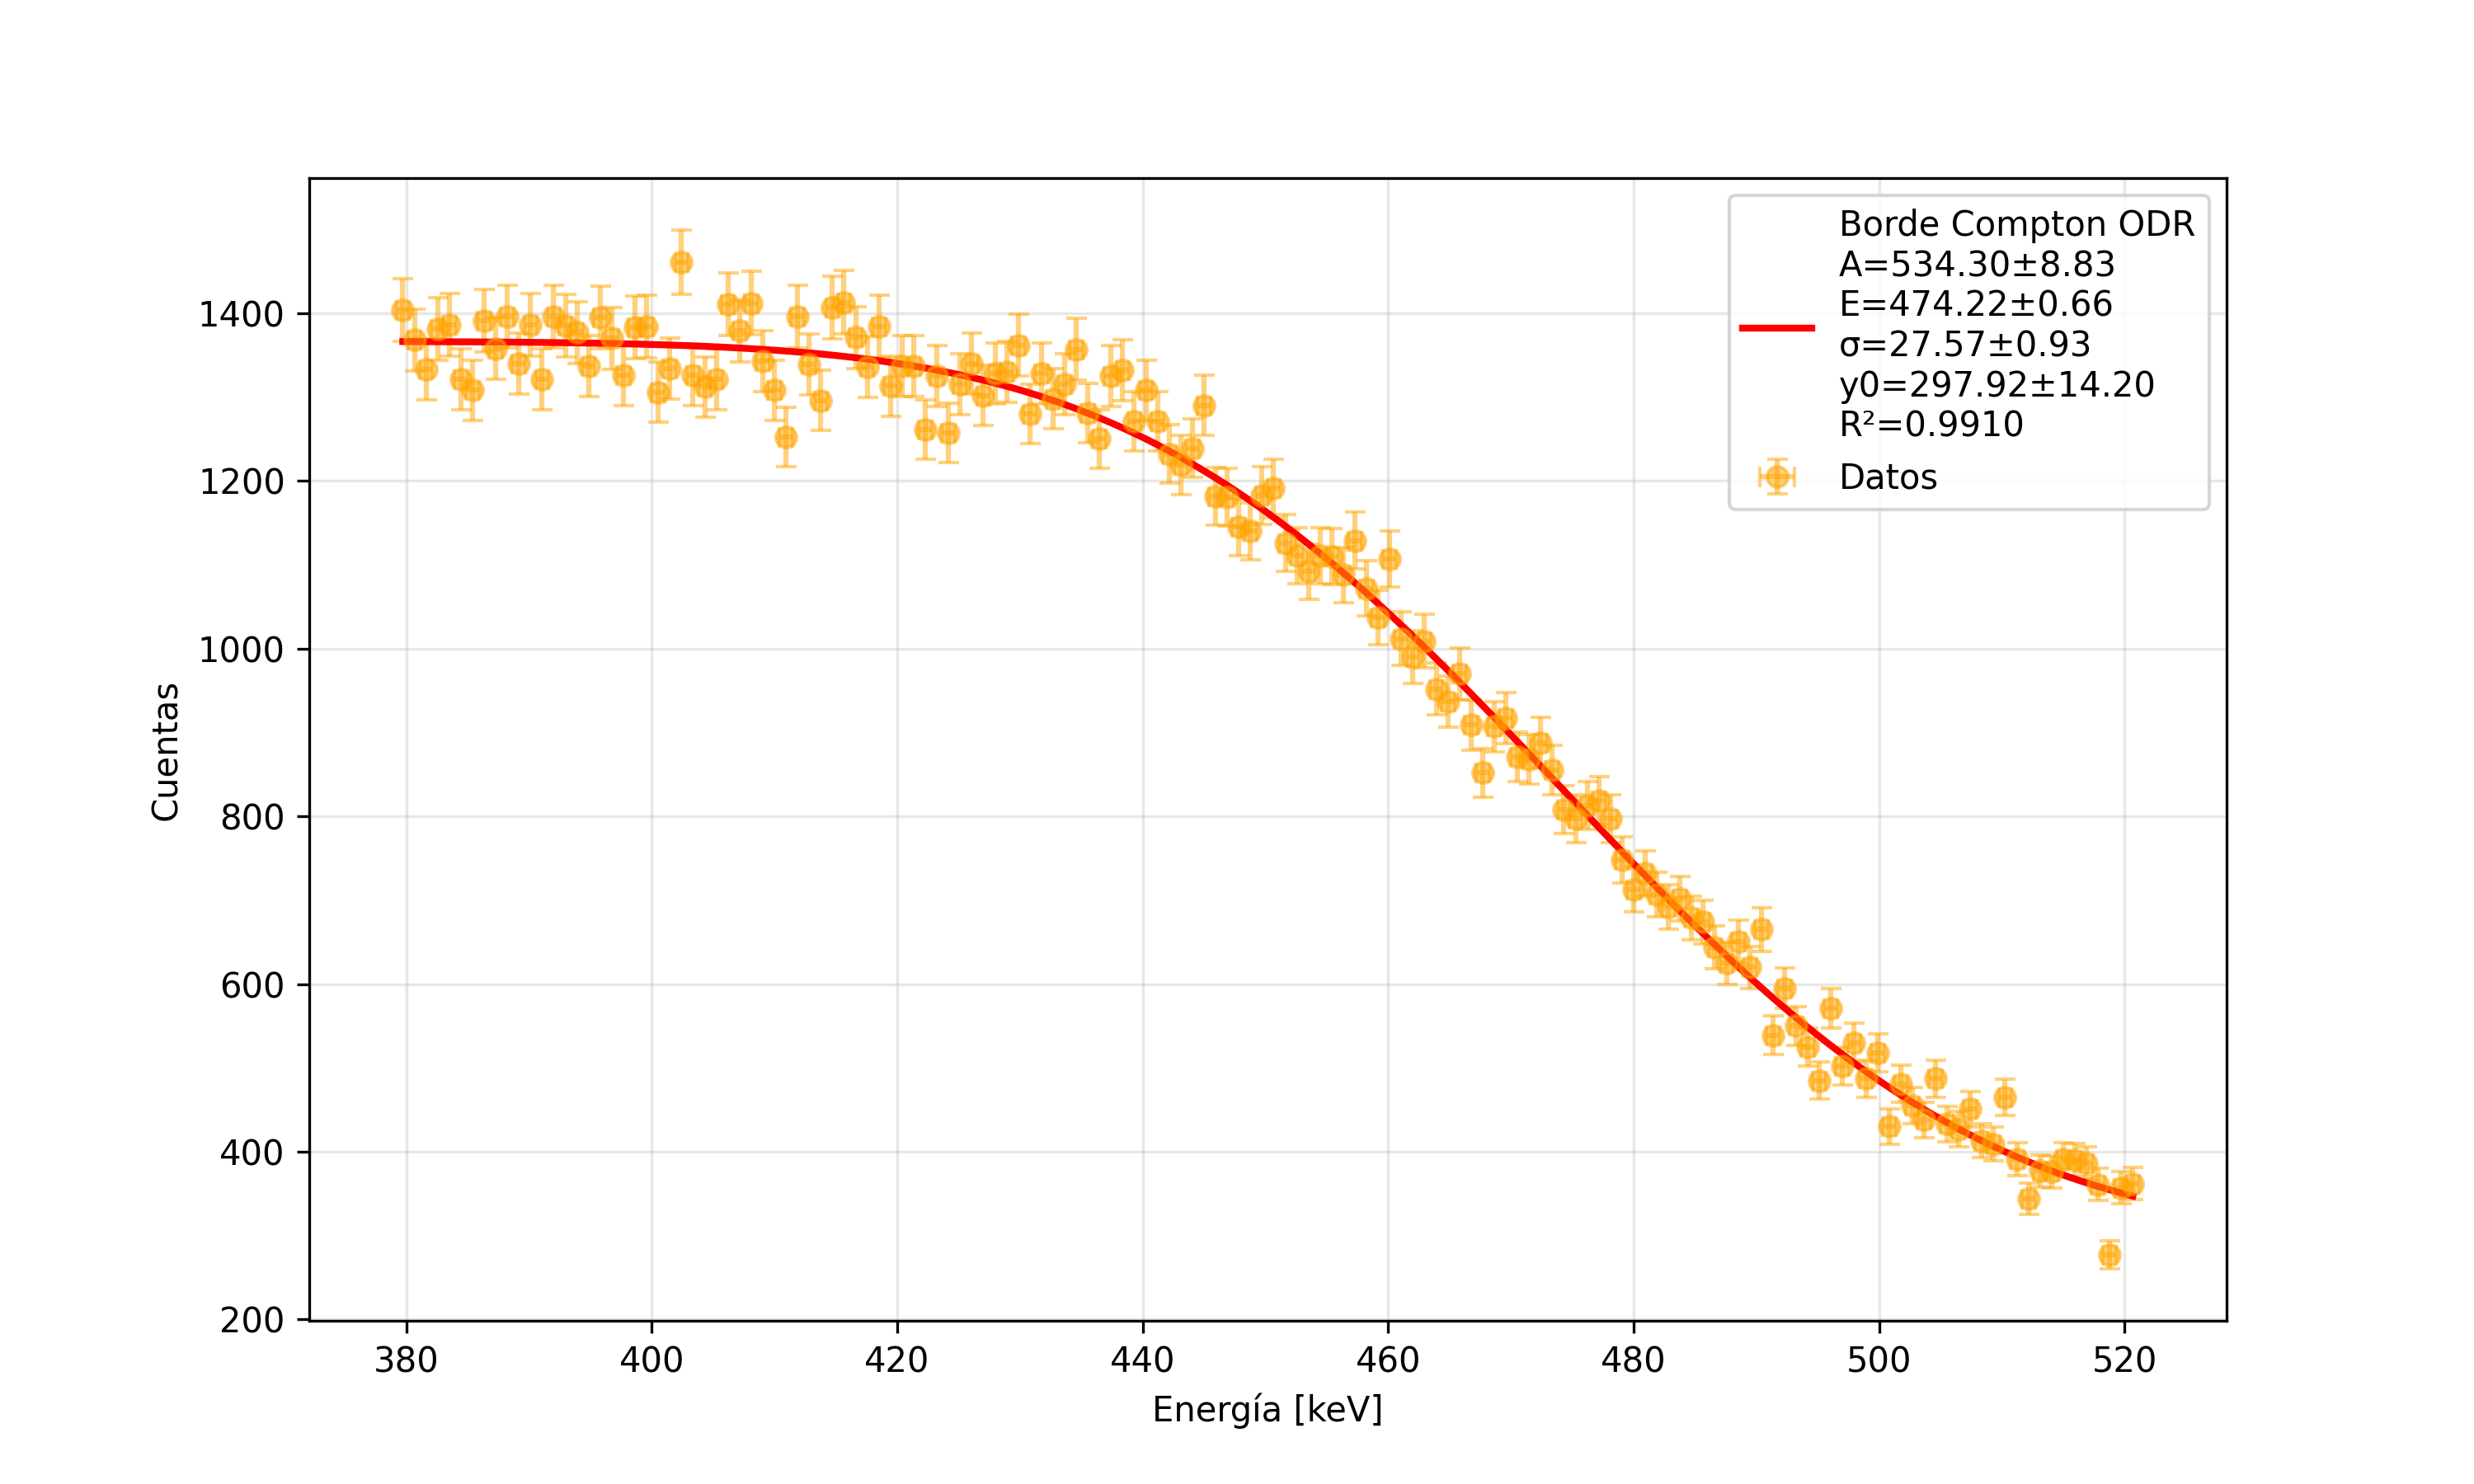 Borde Compton ODR
A=534.30±8.83
E=474.22±0.66
σ=27.57±0.93
y0=297.92±14.20
R²=0.9910
Datos
1400
1200
1000
800
600
400
200
Cuentas
380 400 420 440 460 480 500 520
Energía [keV]